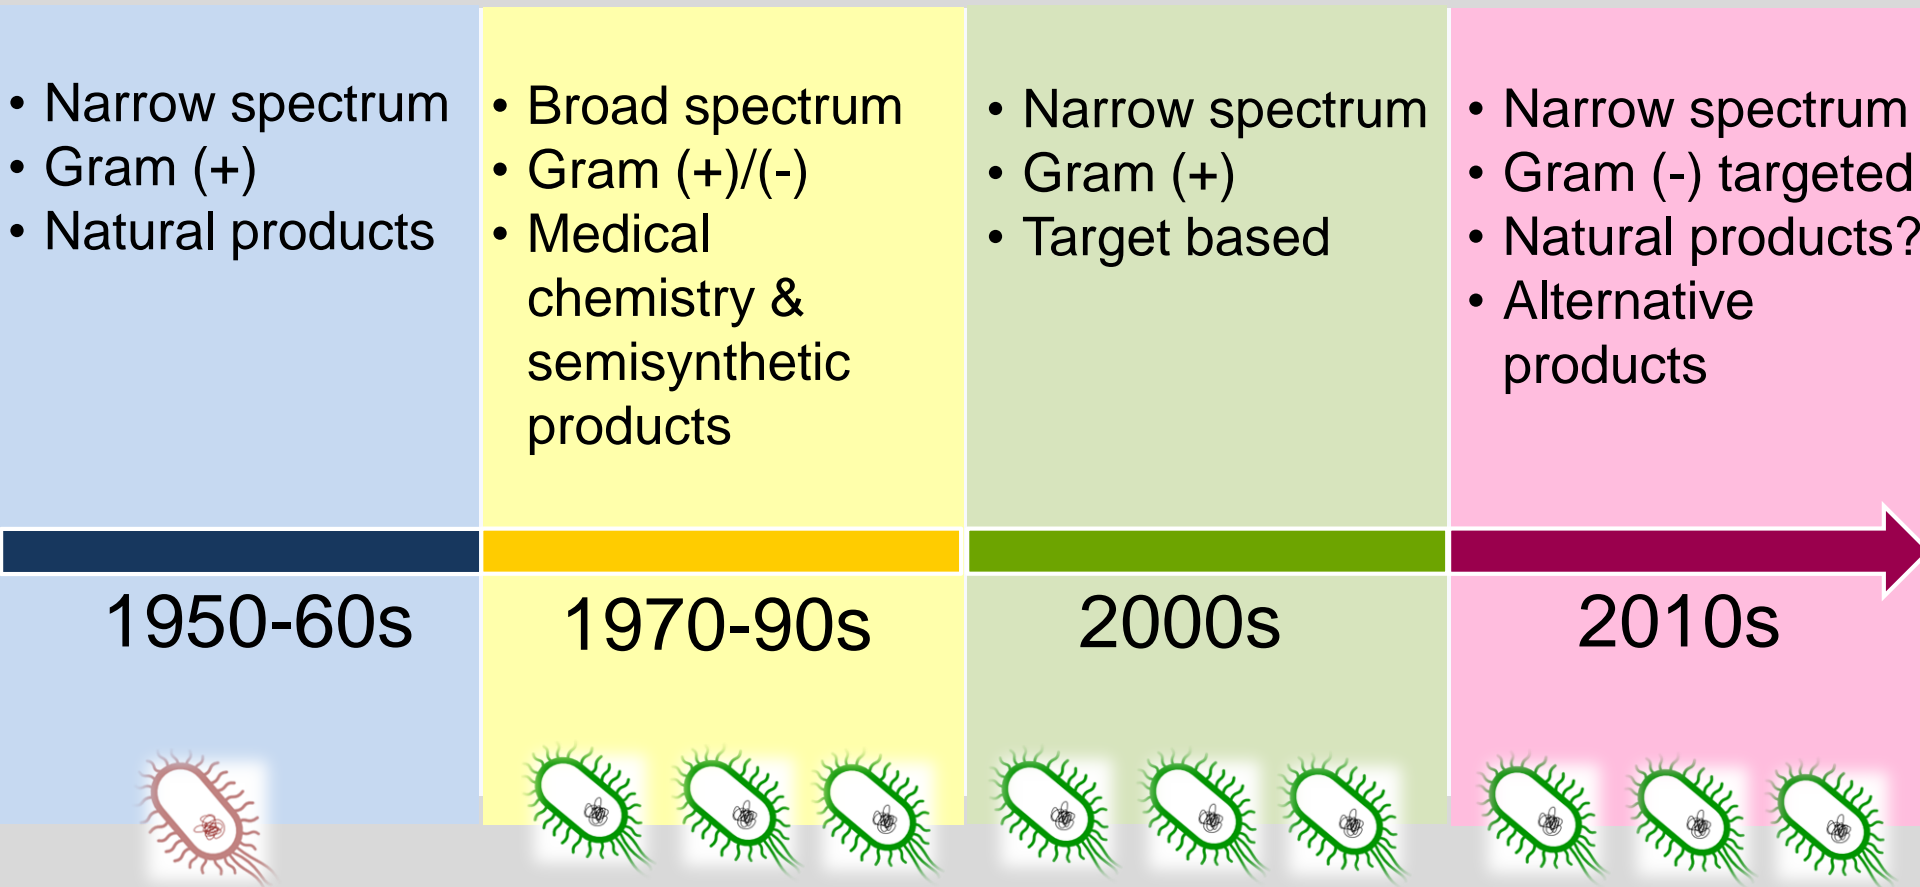 • Narrow spectrum
• Gram (+)
• Natural products
1950-60s
• Broad spectrum
• Gram (+)/(-)
• Medical
chemistry &
semisynthetic
products
1970-90s
• Narrow spectrum
• Gram (+)
• Target based
2000s
• Narrow spectrum
• Gram (-) targeted
• Natural products?
• Alternative
products
2010s